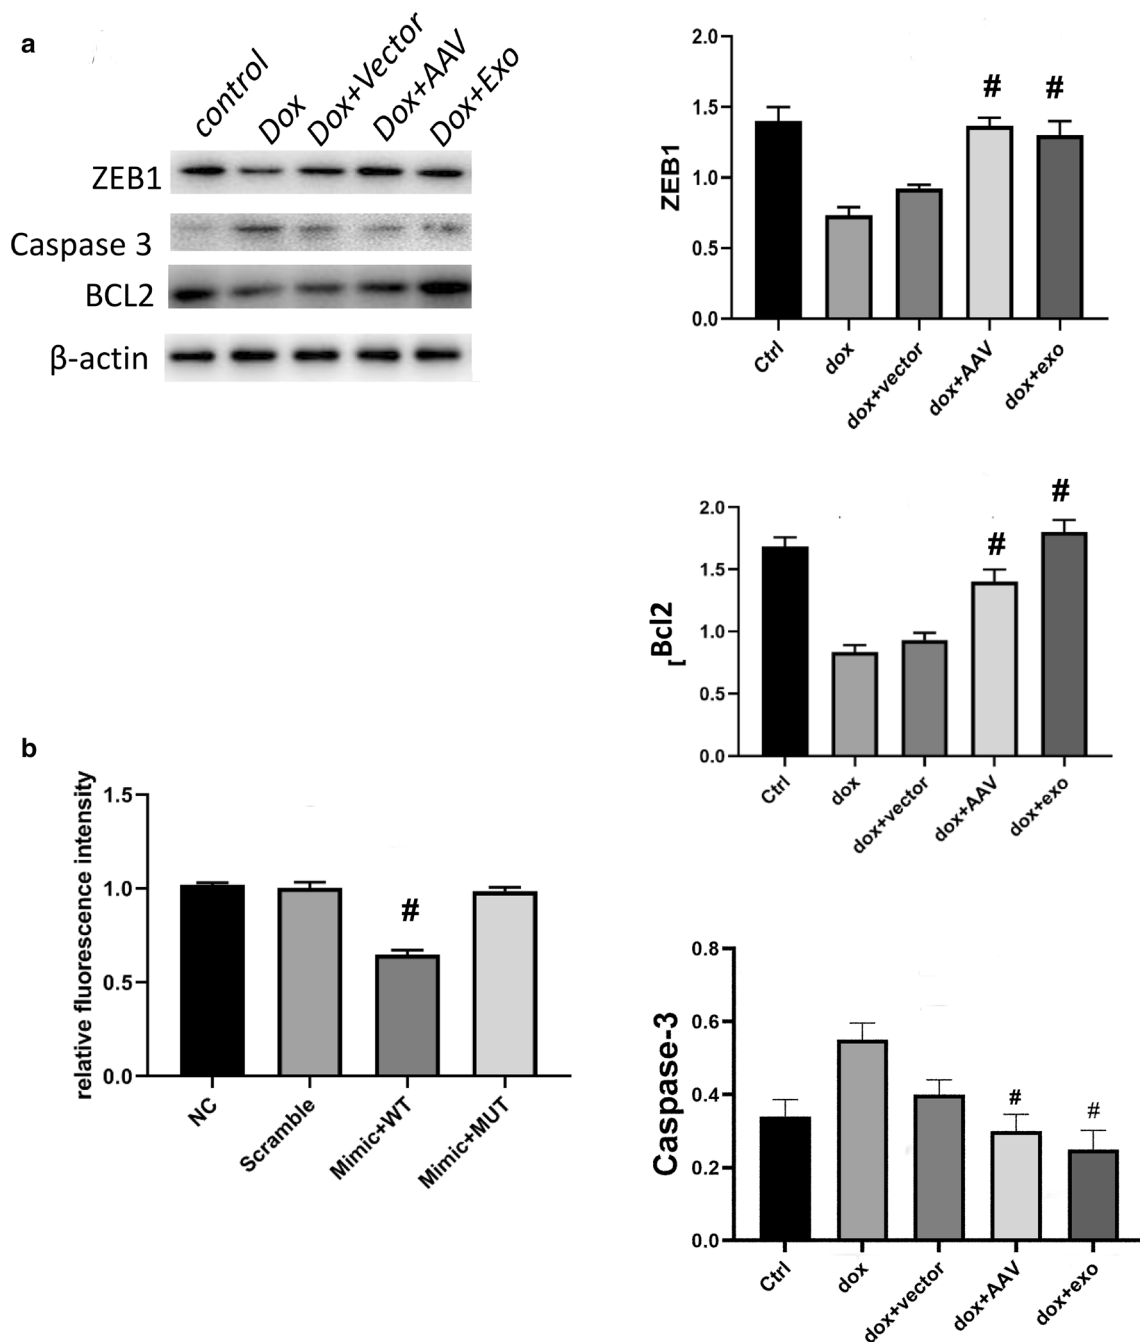 a
control
Dox
Dox+Vector
Dox+AAV
Dox+Exo
ZEB1
Caspase 3
BCL2
β-actin
ZEB1
2.0
1.5
1.0
0.5
0.0
# #
Ctrl
dox
dox+vector
dox+AAV
dox+exo
[Bcl2
2.0
1.5
1.0
0.5
0.0
# #
Ctrl
dox
dox+vector
dox+AAV
dox+exo
b
relative fluorescence intensity
1.5
1.0
0.5
0.0
#
NC
Scramble
Mimic+WT
Mimic+MUT
Caspase-3
0.8
0.6
0.4
0.2
0.0
# #
Ctrl
dox
dox+vector
dox+AAV
dox+exo